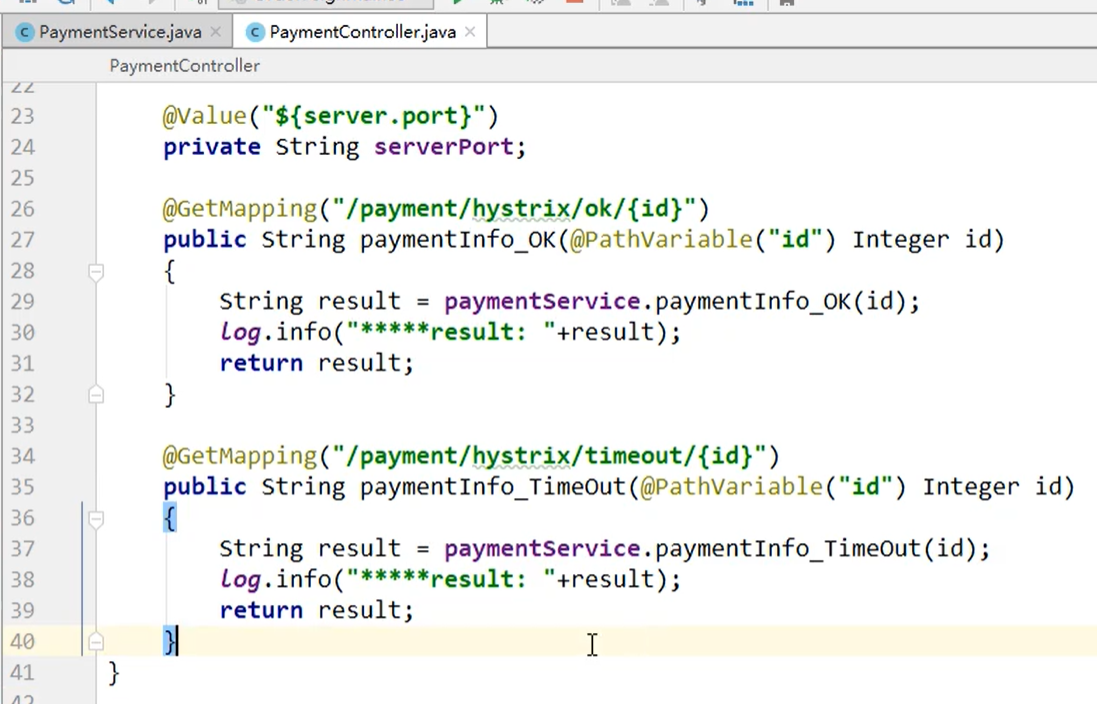 PaymentService.java PaymentController.java
PaymentController
22
23 @Value("${server.port}")
24 private String serverPort;
25
26 @GetMapping("/payment/hystrix/ok/{id}")
27 public String paymentInfo_OK(@PathVariable("id") Integer id)
28 {
29 String result = paymentService.paymentInfo_OK(id);
30 log.info("*****result: "+result);
31 return result;
32 }
33
34 @GetMapping("/payment/hystrix/timeout/{id}")
35 public String paymentInfo_TimeOut(@PathVariable("id") Integer id)
36 {
37 String result = paymentService.paymentInfo_TimeOut(id);
38 log.info("*****result: "+result);
39 return result;
40 }
41 }
42